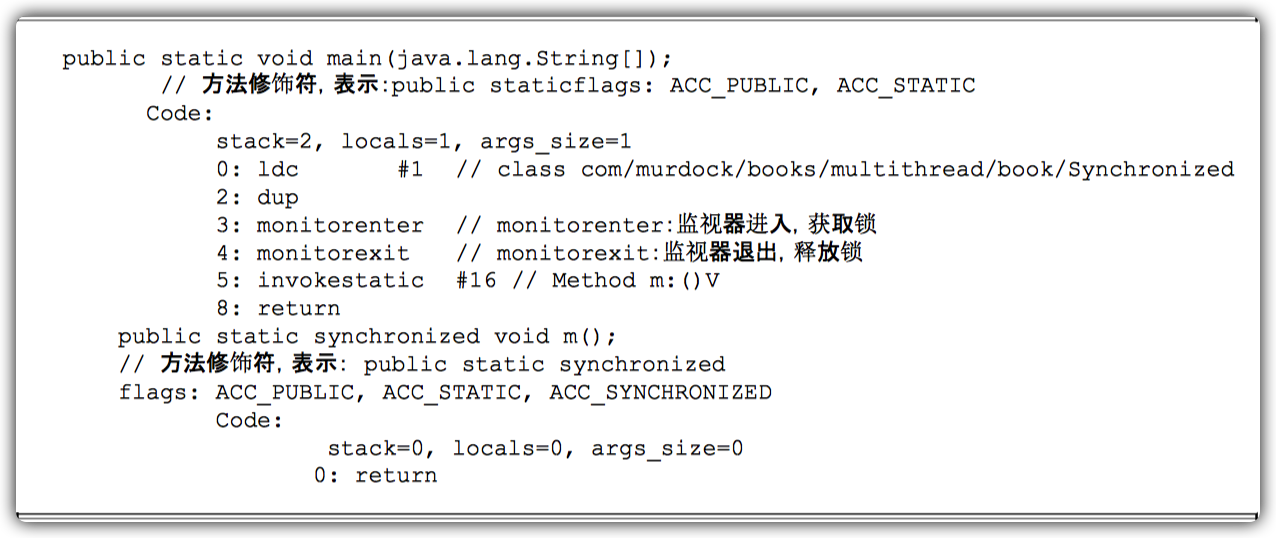 public static void main(java.lang.String[]);
// 方法修饰符, 表示:public staticflags: ACC_PUBLIC, ACC_STATIC
Code:
stack=2, locals=1, args_size=1
0: ldc #1 // class com/murdock/books/multithread/book/Synchronized
2: dup
3: monitorenter // monitorenter:监视器进入, 获取锁
4: monitorexit // monitorexit:监视器退出, 释放锁
5: invokestatic #16 // Method m:()V
8: return
public static synchronized void m();
// 方法修饰符, 表示: public static synchronized
flags: ACC_PUBLIC, ACC_STATIC, ACC_SYNCHRONIZED
Code:
stack=0, locals=0, args_size=0
0: return